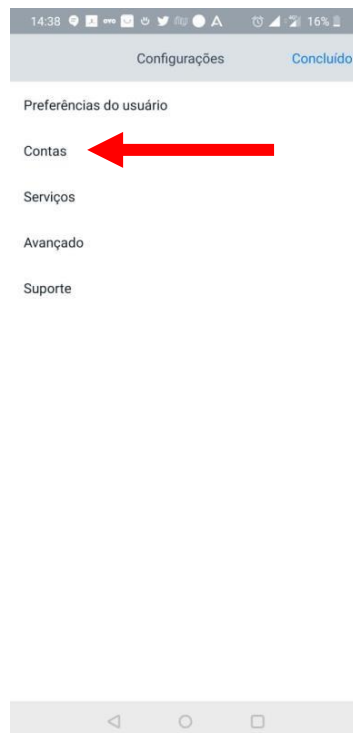 14:38 A 16%
Configurações Concluído
Preferências do usuário
Contas
Serviços
Avançado
Suporte